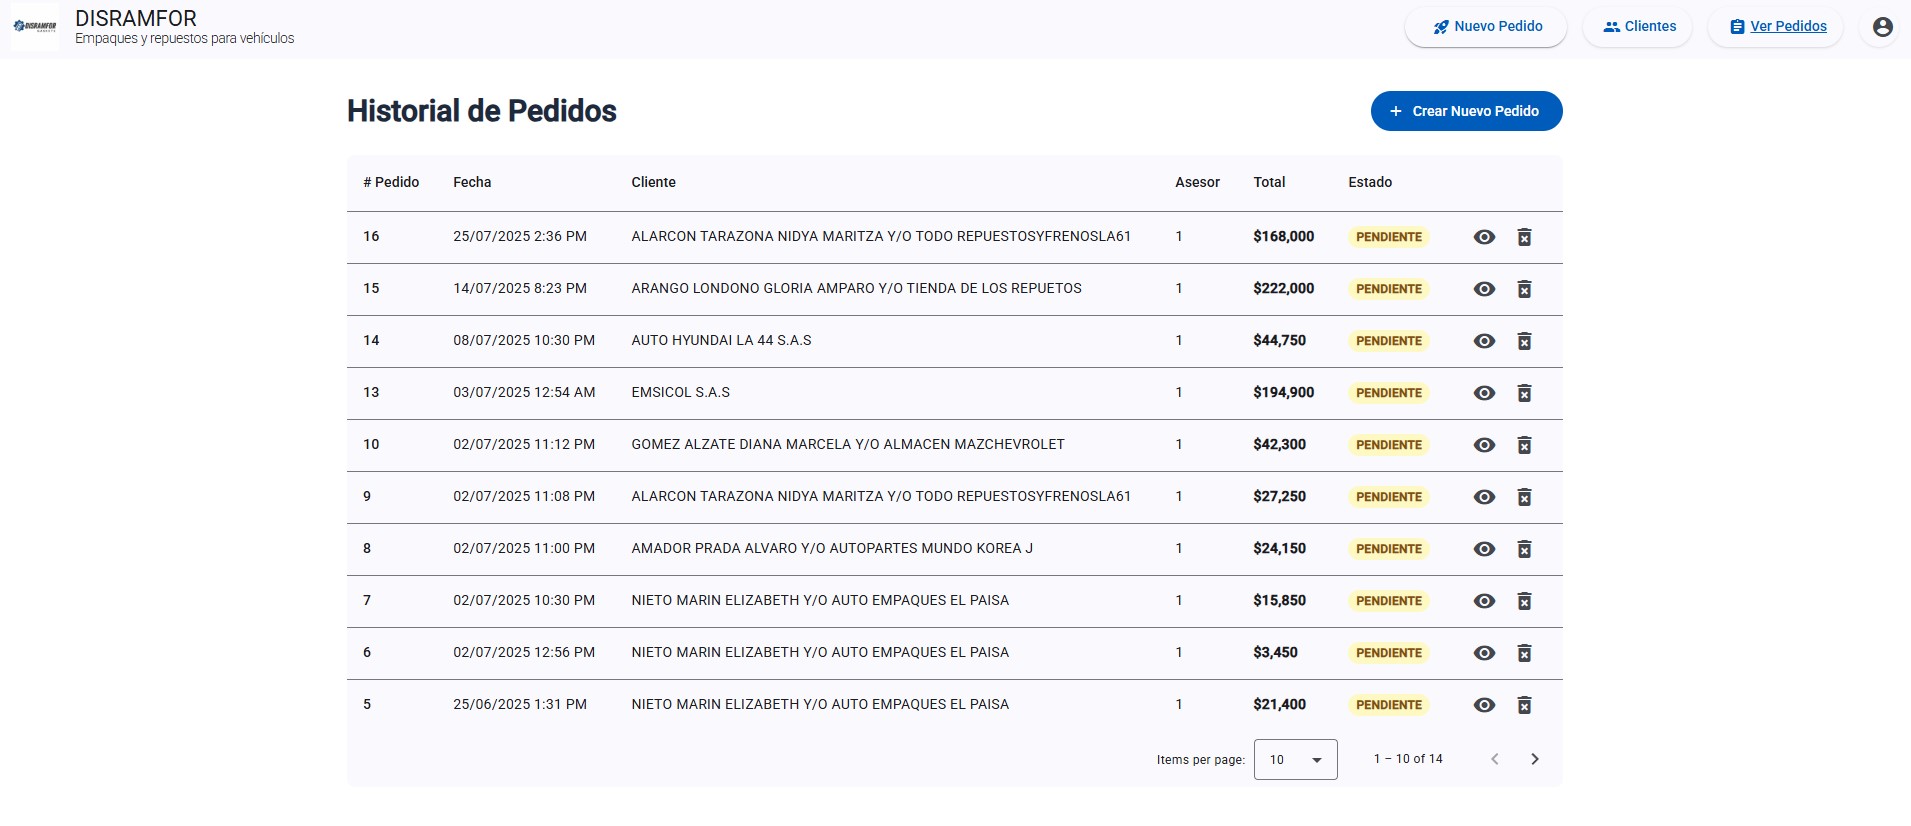 DISRAMFOR
DISRAMFOR
Empaques y repuestos para vehículos
Nuevo Pedido
Clientes
Ver Pedidos
Historial de Pedidos
+ Crear Nuevo Pedido
# Pedido Fecha Cliente Asesor Total Estado
16 25/07/2025 2:36 PM ALARCON TARAZONA NIDYA MARITZA Y/O TODO REPUESTOSYFRENOSLA61 1 $168,000 PENDIENTE
15 14/07/2025 8:23 PM ARANGO LONDONO GLORIA AMPARO Y/O TIENDA DE LOS REPUETOS 1 $222,000 PENDIENTE
14 08/07/2025 10:30 PM AUTO HYUNDAI LA 44 S.A.S 1 $44,750 PENDIENTE
13 03/07/2025 12:54 AM EMSICOL S.A.S 1 $194,900 PENDIENTE
10 02/07/2025 11:12 PM GOMEZ ALZATE DIANA MARCELA Y/O ALMACEN MAZCHEVROLET 1 $42,300 PENDIENTE
9 02/07/2025 11:08 PM ALARCON TARAZONA NIDYA MARITZA Y/O TODO REPUESTOSYFRENOSLA61 1 $27,250 PENDIENTE
8 02/07/2025 11:00 PM AMADOR PRADA ALVARO Y/O AUTOPARTES MUNDO KOREA J 1 $24,150 PENDIENTE
7 02/07/2025 10:30 PM NIETO MARIN ELIZABETH Y/O AUTO EMPAQUES EL PAISA 1 $15,850 PENDIENTE
6 02/07/2025 12:56 PM NIETO MARIN ELIZABETH Y/O AUTO EMPAQUES EL PAISA 1 $3,450 PENDIENTE
5 25/06/2025 1:31 PM NIETO MARIN ELIZABETH Y/O AUTO EMPAQUES EL PAISA 1 $21,400 PENDIENTE
Items per page: 10 1 – 10 of 14